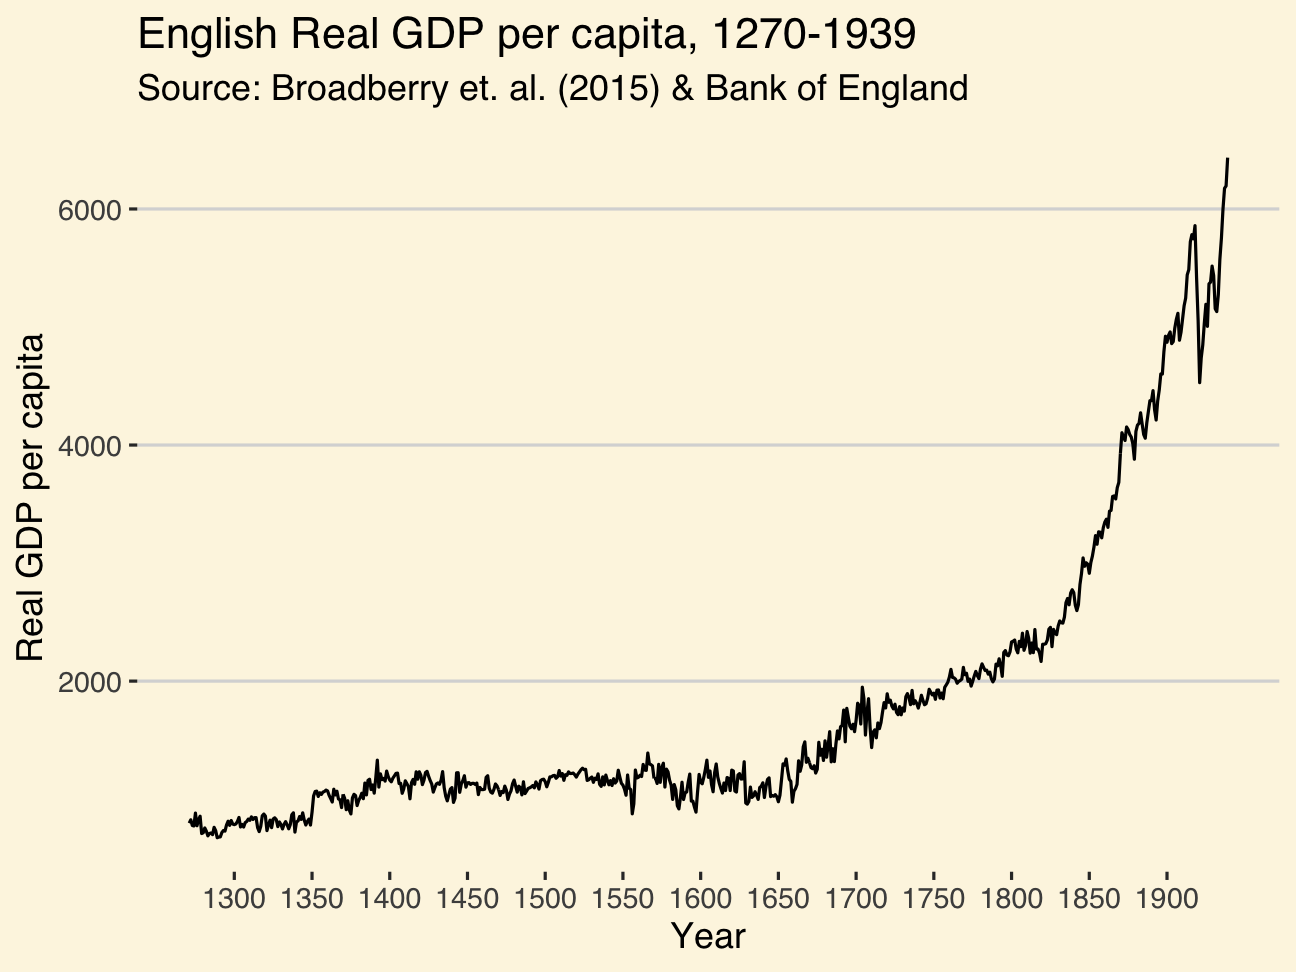 English Real GDP per capita, 1270-1939
Source: Broadberry et. al. (2015) & Bank of England
Real GDP per capita
6000
4000
2000
1300 1350 1400 1450 1500 1550 1600 1650 1700 1750 1800 1850 1900
Year